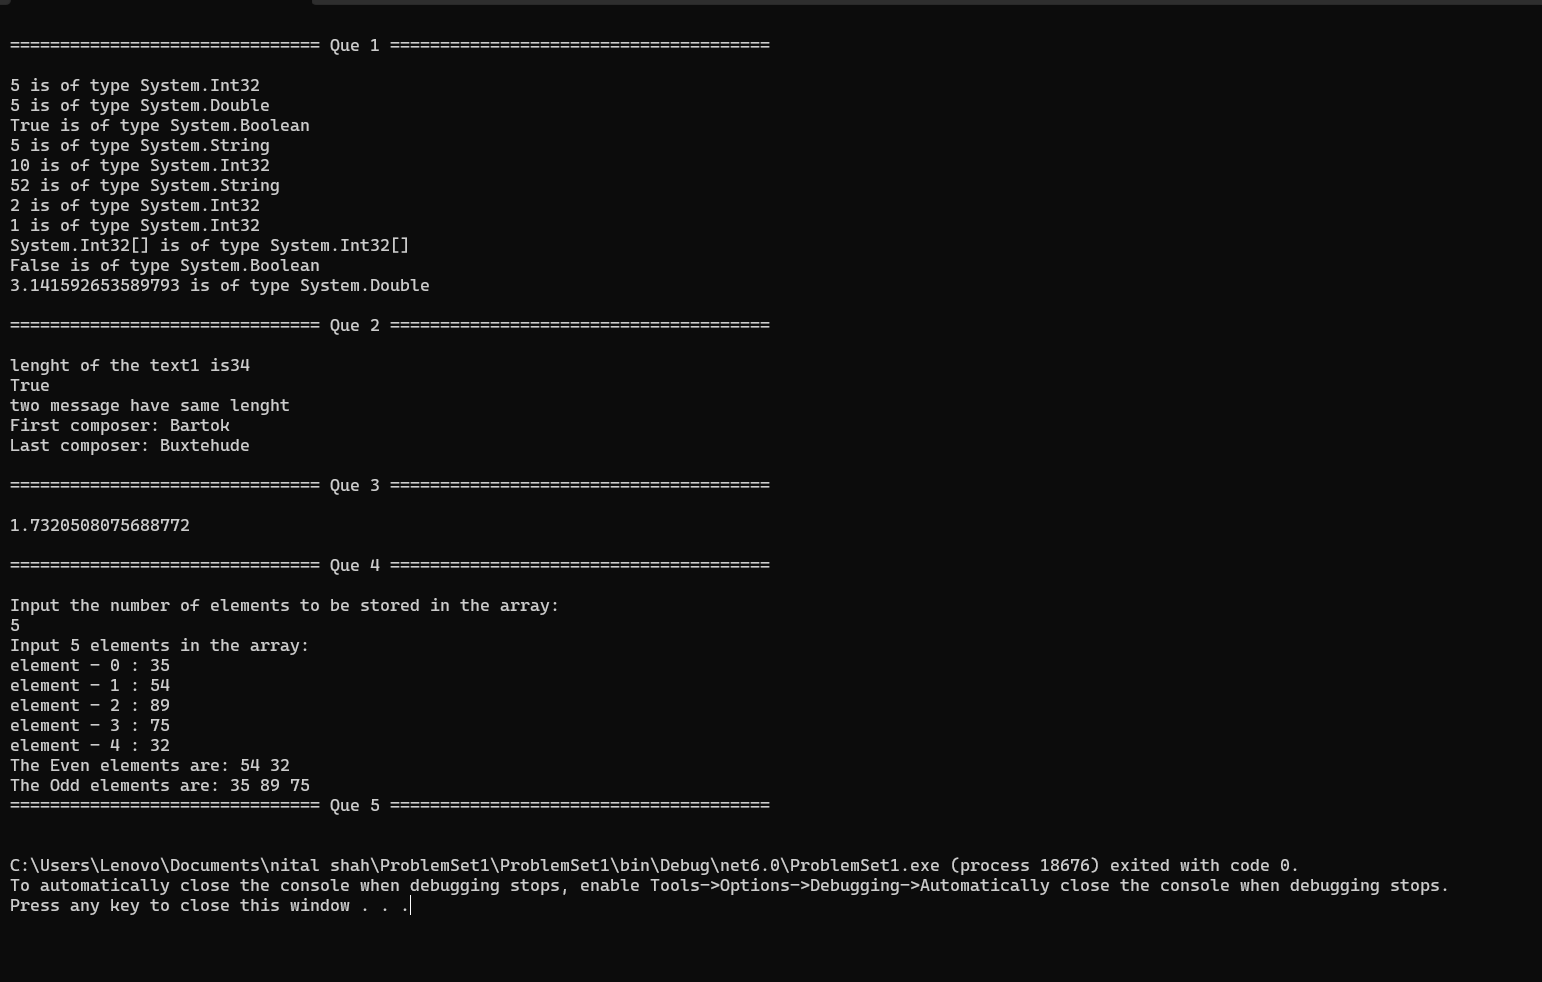 =============================== Que 1 ======================================
5 is of type System.Int32
5 is of type System.Double
True is of type System.Boolean
5 is of type System.String
10 is of type System.Int32
52 is of type System.String
2 is of type System.Int32
1 is of type System.Int32
System.Int32[] is of type System.Int32[]
False is of type System.Boolean
3.141592653589793 is of type System.Double
=============================== Que 2 ======================================
lenght of the text1 is34
True
two message have same lenght
First composer: Bartok
Last composer: Buxtehude
=============================== Que 3 ======================================
1.7320508075688772
=============================== Que 4 ======================================
Input the number of elements to be stored in the array:
5
Input 5 elements in the array:
element - 0 : 35
element - 1 : 54
element - 2 : 89
element - 3 : 75
element - 4 : 32
The Even elements are: 54 32
The Odd elements are: 35 89 75
=============================== Que 5 ======================================
C:\Users\Lenovo\Documents\nital shah\ProblemSet1\ProblemSet1\bin\Debug\net6.0\ProblemSet1.exe (process 18676) exited with code 0.
To automatically close the console when debugging stops, enable Tools->Options->Debugging->Automatically close the console when debugging stops.
Press any key to close this window . . .